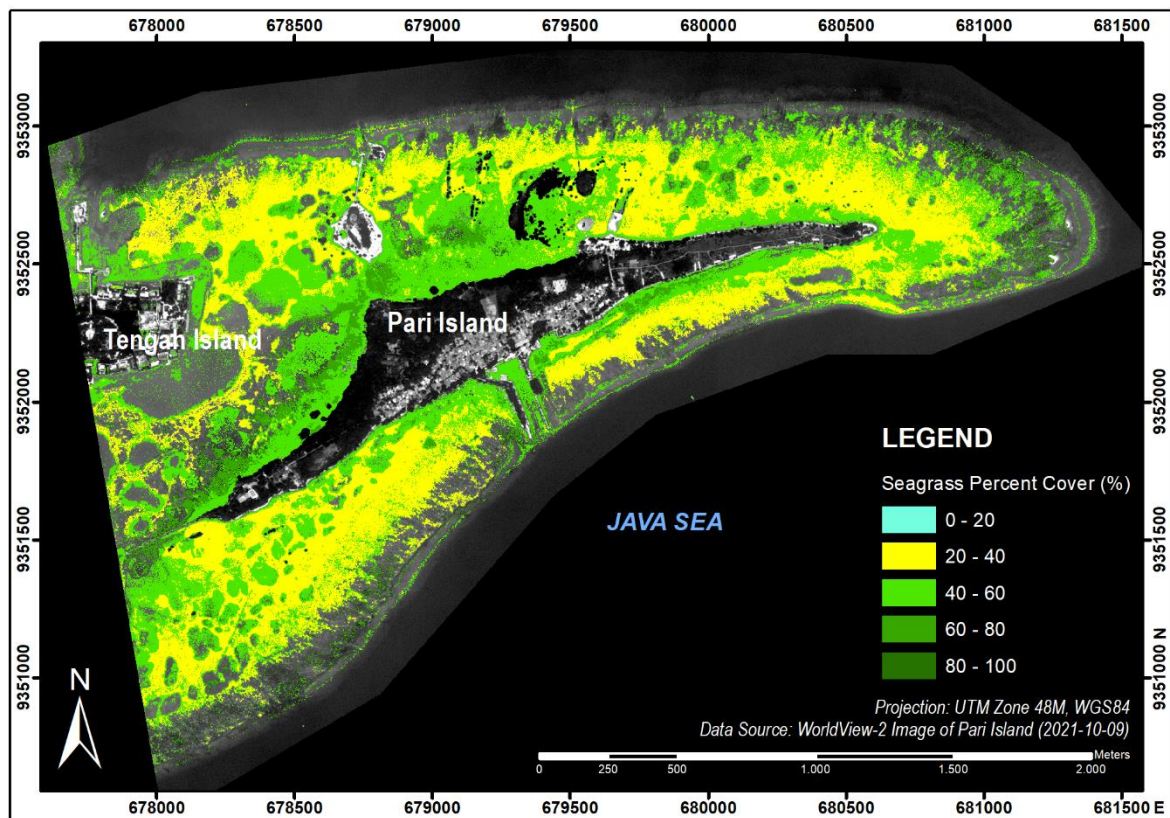 678000 678500 679000 679500 680000 680500 681000 681500
9353000 9353000
9352500 9352500
Tengah Island Pari Island
9352000 9352000
LEGEND
Seagrass Percent Cover (%)
0 - 20
JAVA SEA
9351500 9351500
20 - 40
40 - 60
60 - 80
80 - 100
9351000 9351000 N
N
Projection: UTM Zone 48M, WGS84
Data Source: WorldView-2 Image of Pari Island (2021-10-09)
Meters
0 250 500 1.000 1.500 2.000
678000 678500 679000 679500 680000 680500 681000 681500 E